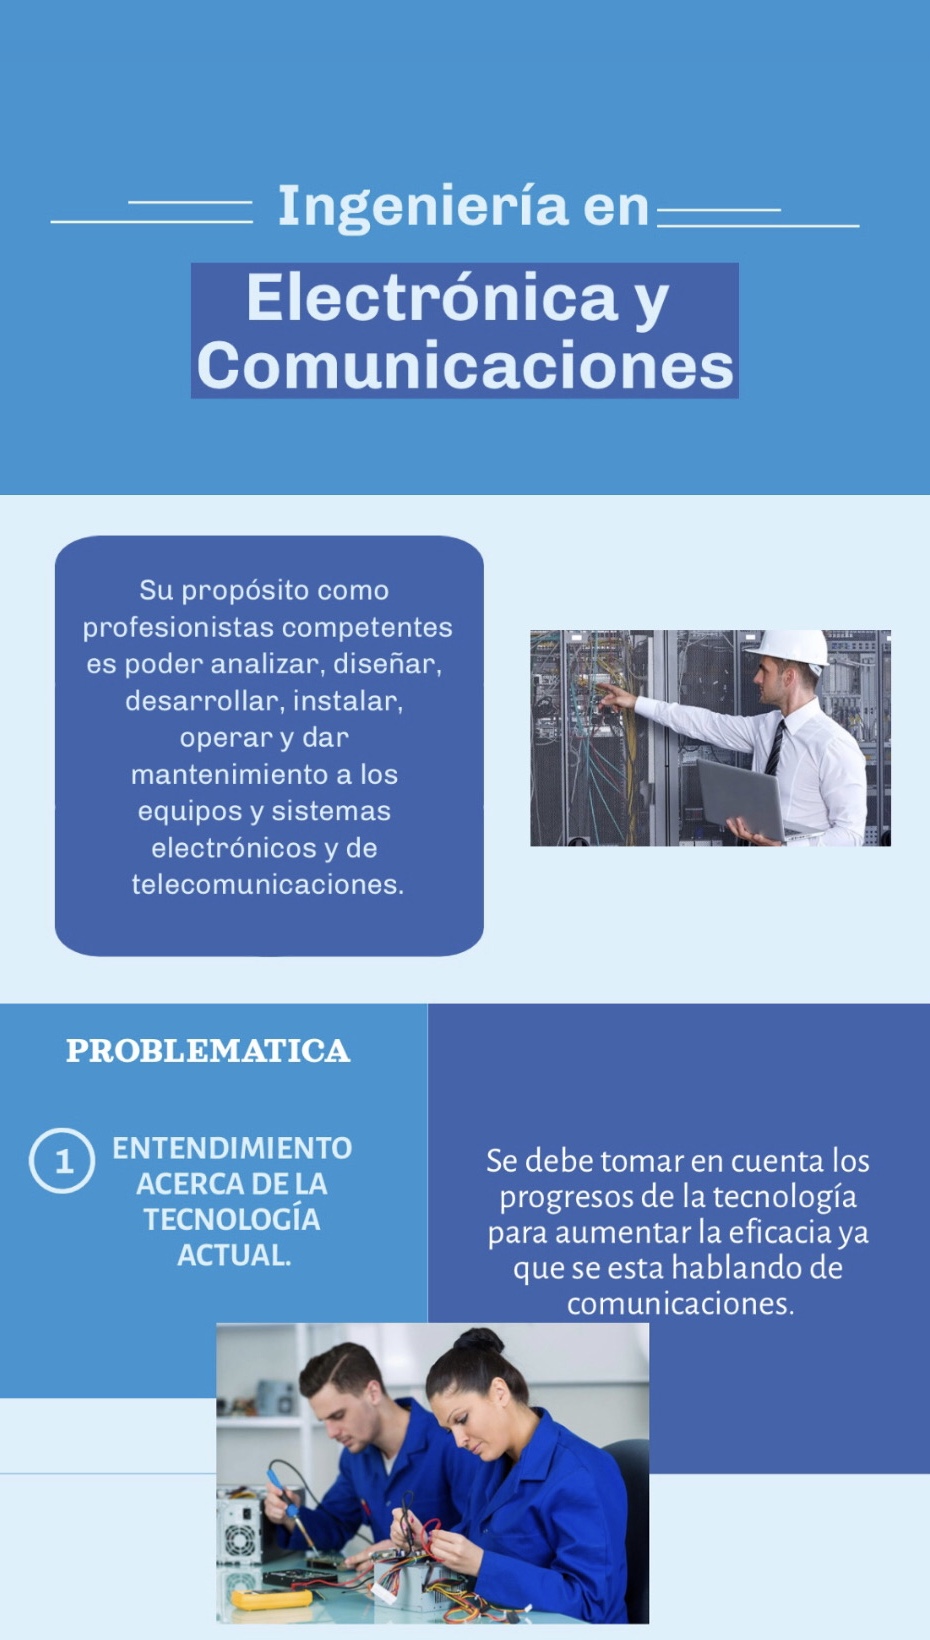 Ingeniería en
Electrónica y
Comunicaciones
Su propósito como
profesionistas competentes
es poder analizar, diseñar,
desarrollar, instalar,
operar y dar
mantenimiento a los
equipos y sistemas
electrónicos y de
telecomunicaciones.
PROBLEMATICA
1
ENTENDIMIENTO
ACERCA DE LA
TECNOLOGÍA
ACTUAL.
Se debe tomar en cuenta los
progresos de la tecnología
para aumentar la eficacia ya
que se esta hablando de
comunicaciones.